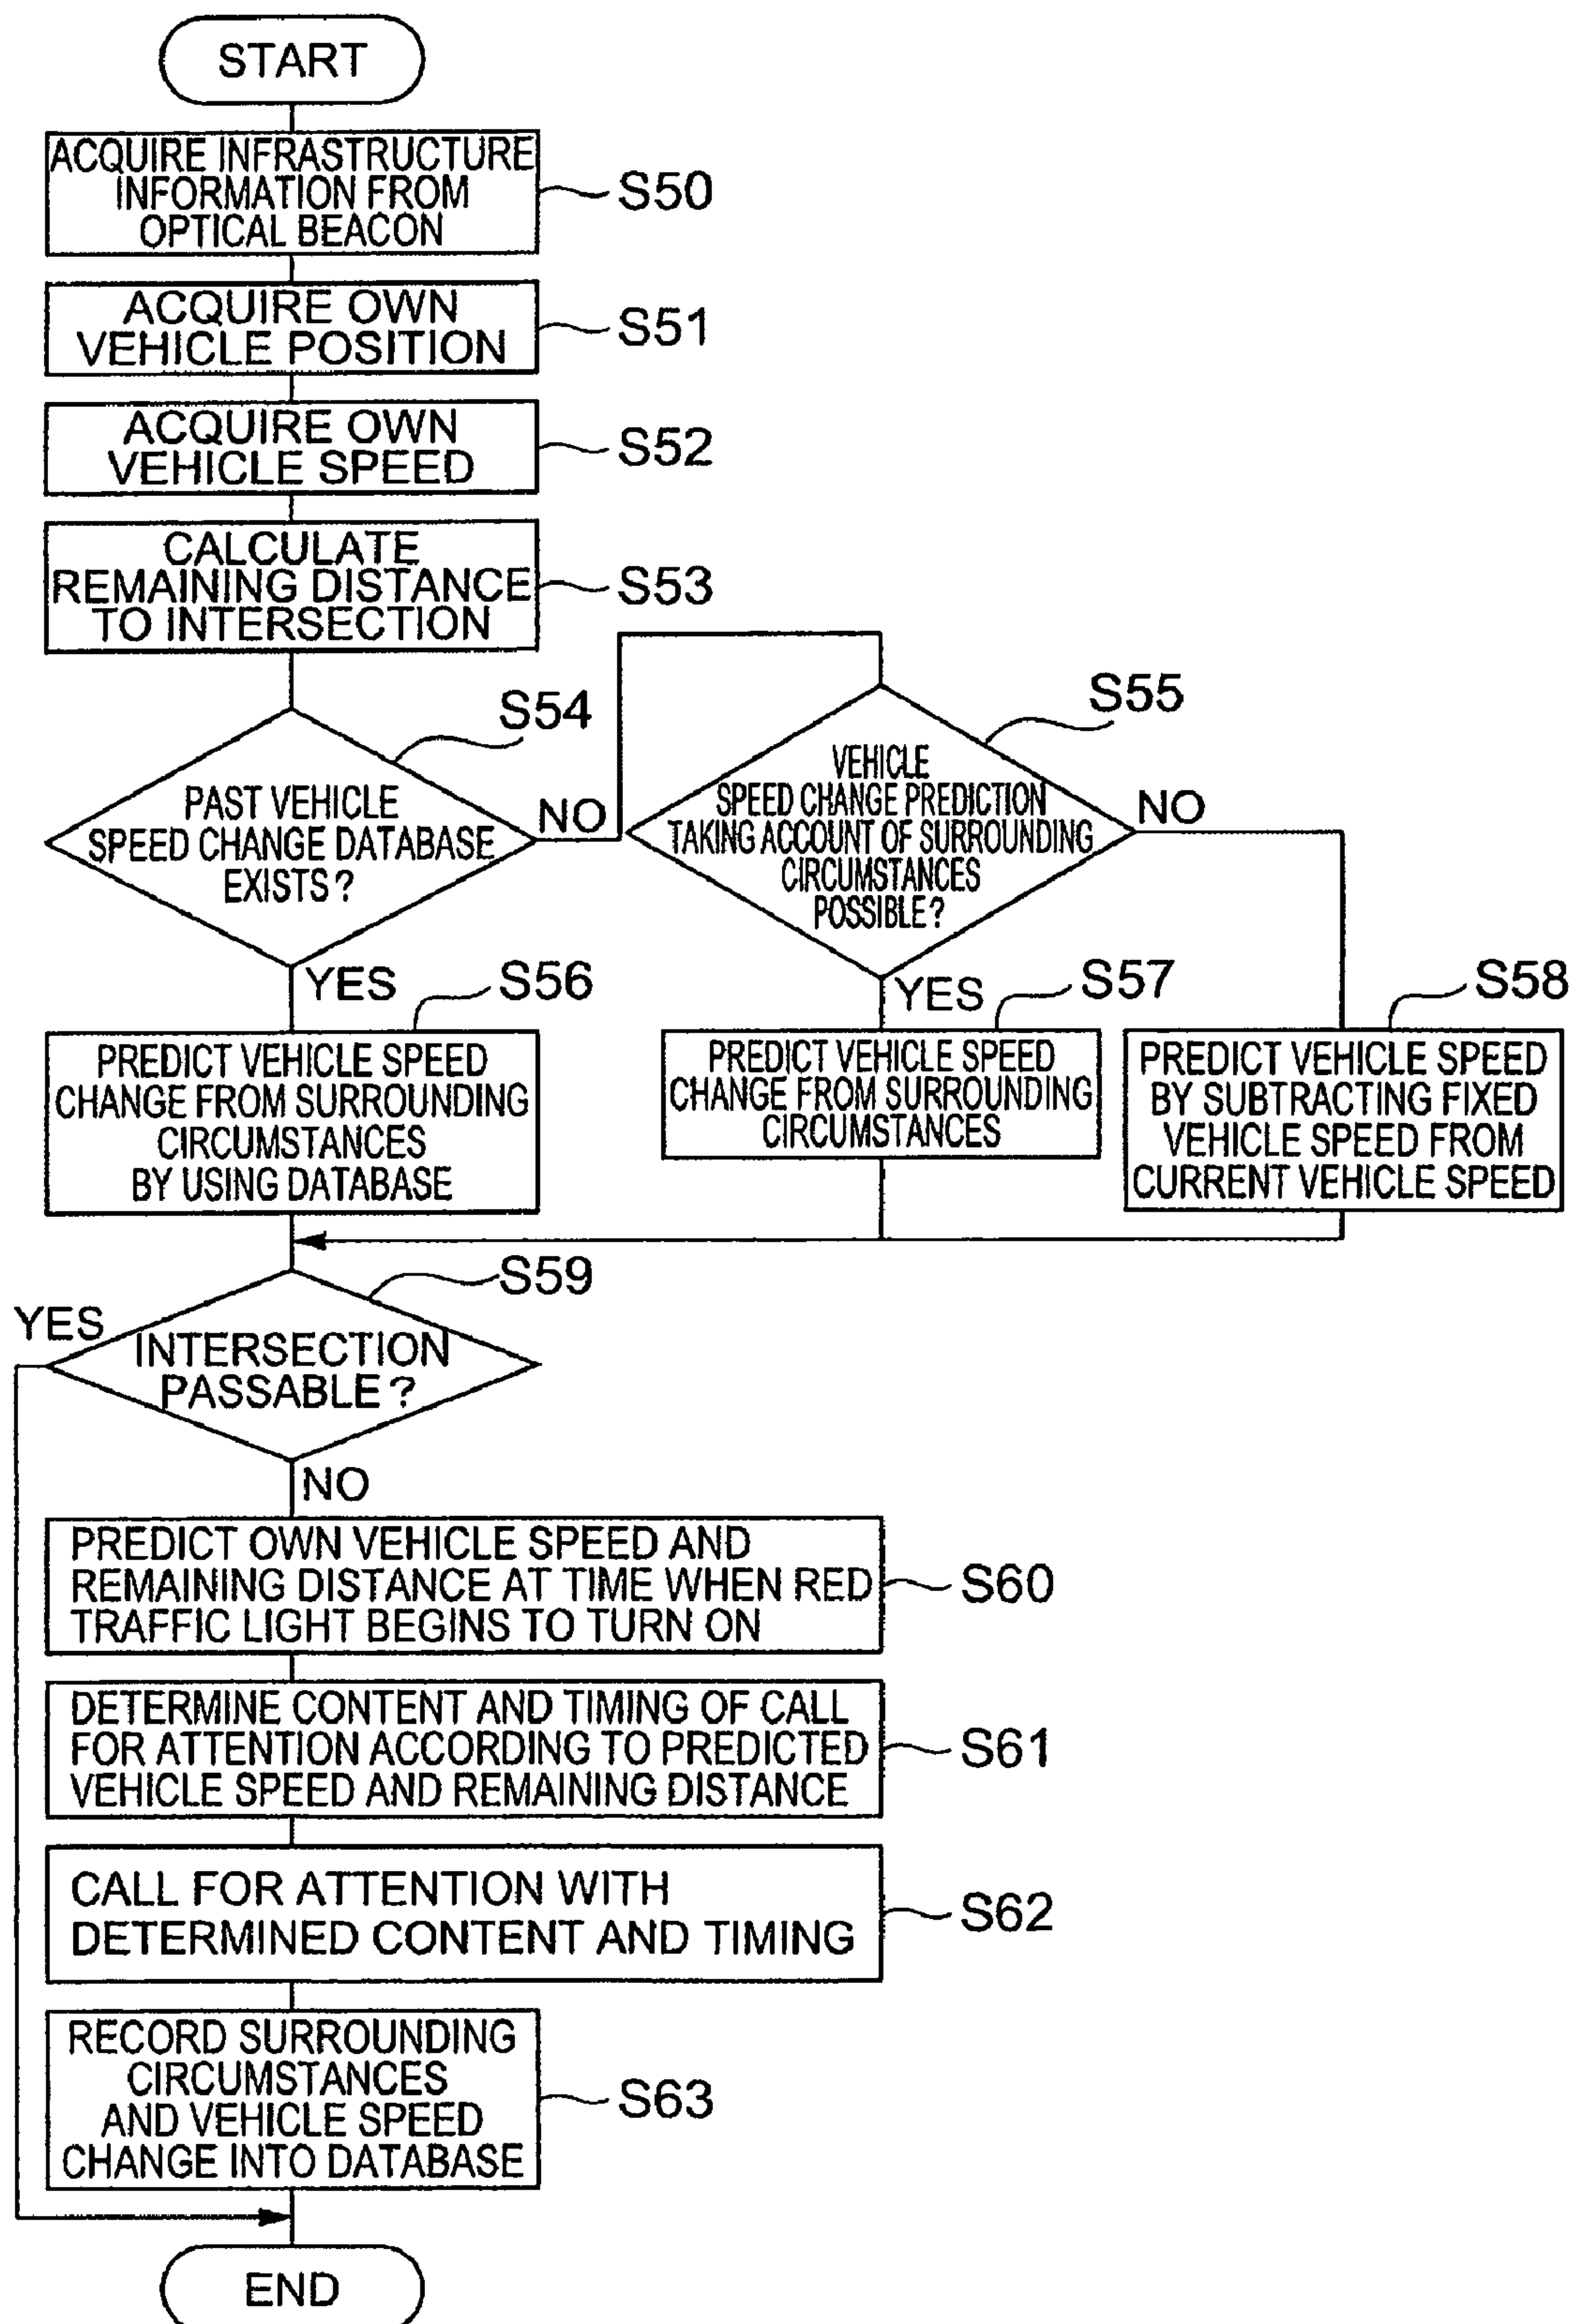 START
ACQUIRE INFRASTRUCTURE
INFORMATION FROM
OPTICAL BEACON
S50
ACQUIRE OWN
VEHICLE POSITION
S51
ACQUIRE OWN
VEHICLE SPEED
S52
CALCULATE
REMAINING DISTANCE
TO INTERSECTION
S53
S54
PAST VEHICLE
SPEED CHANGE DATABASE
EXISTS?
NO
YES
S55
VEHICLE
SPEED CHANGE PREDICTION
TAKING ACCOUNT OF SURROUNDING
CIRCUMSTANCES
POSSIBLE?
NO
YES
S56
PREDICT VEHICLE SPEED
CHANGE FROM SURROUNDING
CIRCUMSTANCES
BY USING DATABASE
S57
PREDICT VEHICLE SPEED
CHANGE FROM SURROUNDING
CIRCUMSTANCES
S58
PREDICT VEHICLE SPEED
BY SUBTRACTING FIXED
VEHICLE SPEED FROM
CURRENT VEHICLE SPEED
S59
YES
INTERSECTION
PASSABLE?
NO
PREDICT OWN VEHICLE SPEED AND
REMAINING DISTANCE AT TIME WHEN RED
TRAFFIC LIGHT BEGINS TO TURN ON
S60
DETERMINE CONTENT AND TIMING OF CALL
FOR ATTENTION ACCORDING TO PREDICTED
VEHICLE SPEED AND REMAINING DISTANCE
S61
CALL FOR ATTENTION WITH
DETERMINED CONTENT AND TIMING
S62
RECORD SURROUNDING
CIRCUMSTANCES
AND VEHICLE SPEED
CHANGE INTO DATABASE
S63
END